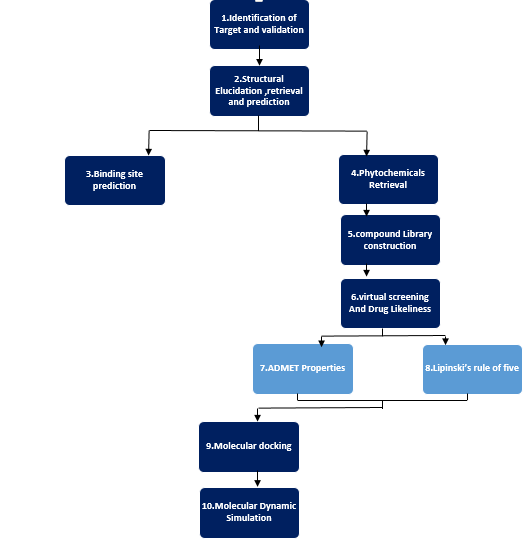 1.Identification of
Target and validation
2.Structural
Elucidation ,retrieval
and prediction
3.Binding site
prediction
4.Phytochemicals
Retrieval
5.compound Library
construction
6.virtual screening
And Drug Likeliness
7.ADMET Properties
8.Lipinski's rule of five
9.Molecular docking
10.Molecular Dynamic
Simulation